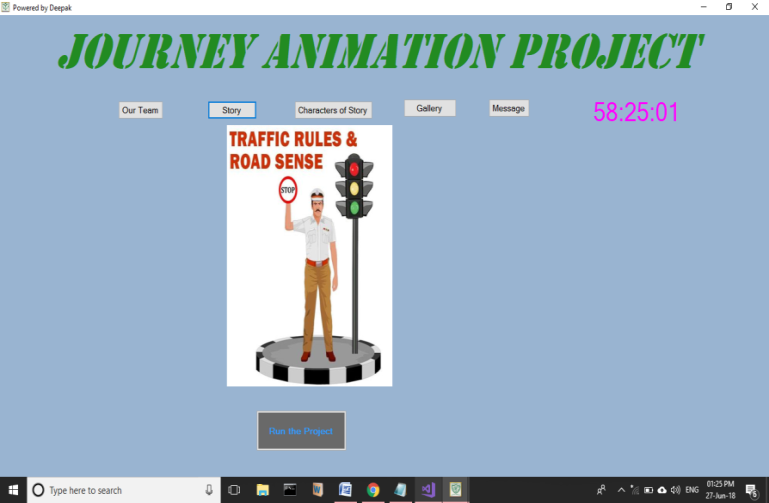 Powered by Deepak
JOURNEY ANIMATION PROJECT
Our Team
Story
Characters of Story
Gallery
Message
58:25:01
TRAFFIC RULES &
ROAD SENSE
STOP
Run the Project
Type here to search
ENG
01:25 PM
27-Jun-18